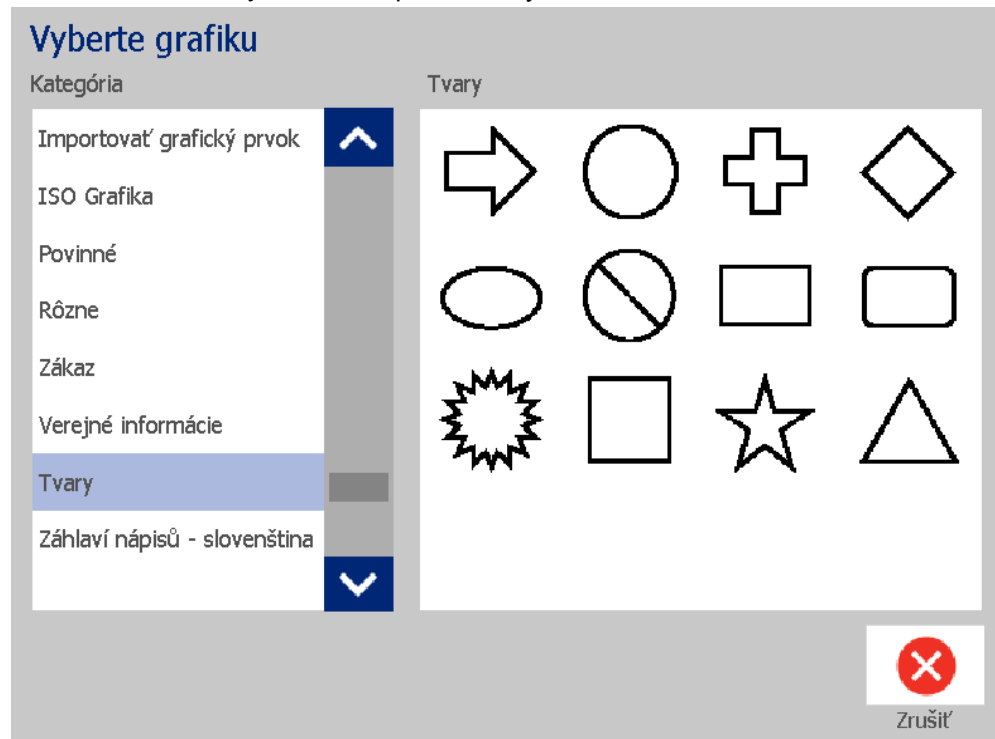 Vyberte grafiku
Kategória
Tvary
Importovať grafický prvok
ISO Grafika
Povinné
Rôzne
Zákaz
Verejné informácie
Tvary
Záhlaví nápisů - slovenština
Zrušiť